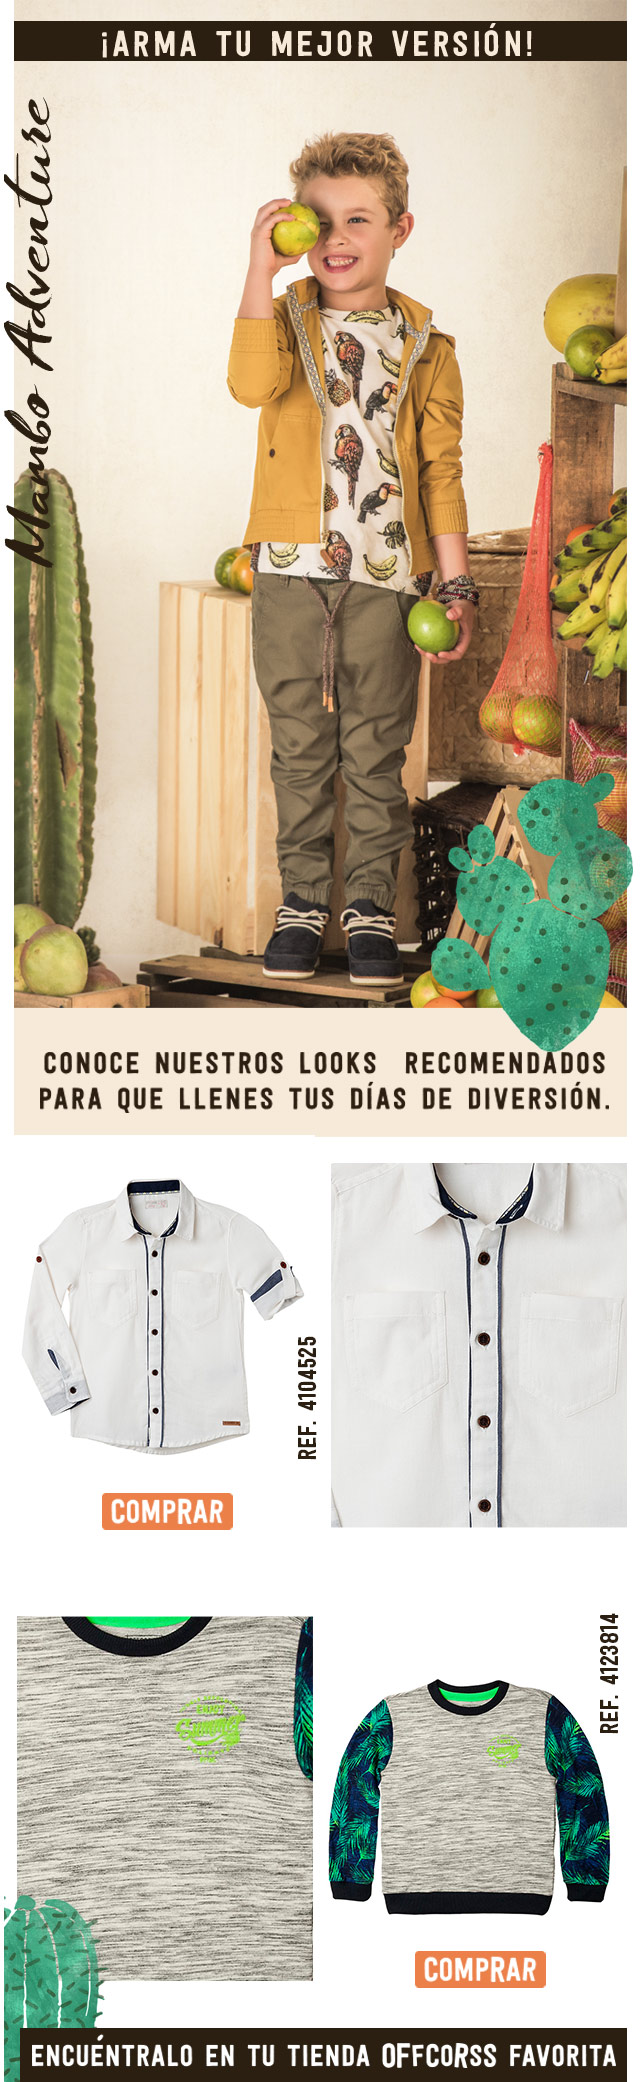 ¡ARMA TU MEJOR VERSIÓN!
Mambo Adventure
CONOCE NUESTROS LOOKS RECOMENDADOS
PARA QUE LLENES TUS DÍAS DE DIVERSIÓN.
REF. 4104525
COMPRAR
Summer
REF. 4123814
Summer
COMPRAR
ENCUÉNTRALO EN TU TIENDA OFFCORSS FAVORITA